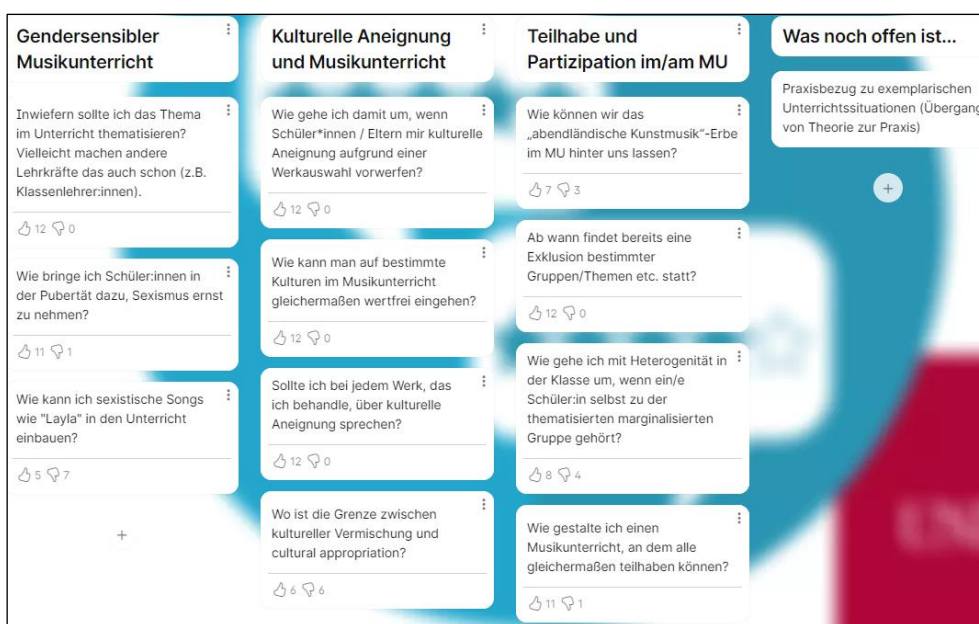 Gendersensibler
Musikunterricht
Inwiefern sollte ich das Thema
im Unterricht thematisieren?
Vielleicht machen andere
Lehrkräfte das auch schon (z.B.
Klassenlehrer:innen).
12 0
Wie bringe ich Schüler:innen in
der Pubertät dazu, Sexismus ernst
zu nehmen?
11 1
Wie kann ich sexistische Songs
wie "Layla" in den Unterricht
einbauen?
5 7
+
Kulturelle Aneignung
und Musikunterricht
Wie gehe ich damit um, wenn
Schüler*innen / Eltern mir kulturelle
Aneignung aufgrund einer
Werkauswahl vorwerfen?
12 0
Wie kann man auf bestimmte
Kulturen im Musikunterricht
gleichermaßen wertfrei eingehen?
12 0
Sollte ich bei jedem Werk, das
ich behandle, über kulturelle
Aneignung sprechen?
12 0
Wo ist die Grenze zwischen
kultureller Vermischung und
cultural appropriation?
6 6
Teilhabe und
Partizipation im/am MU
Wie können wir das
„abendländische Kunstmusik“-Erbe
im MU hinter uns lassen?
7 3
Ab wann findet bereits eine
Exklusion bestimmter
Gruppen/Themen etc. statt?
12 0
Wie gehe ich mit Heterogenität in
der Klasse um, wenn ein/e
Schüler:in selbst zu der
thematisierten marginalisierten
Gruppe gehört?
8 4
Wie gestalte ich einen
Musikunterricht, an dem alle
gleichermaßen teilhaben können?
11 1
Was noch offen ist...
Praxisbezug zu exemplarischen
Unterrichtssituationen (Übergang
von Theorie zur Praxis)
+